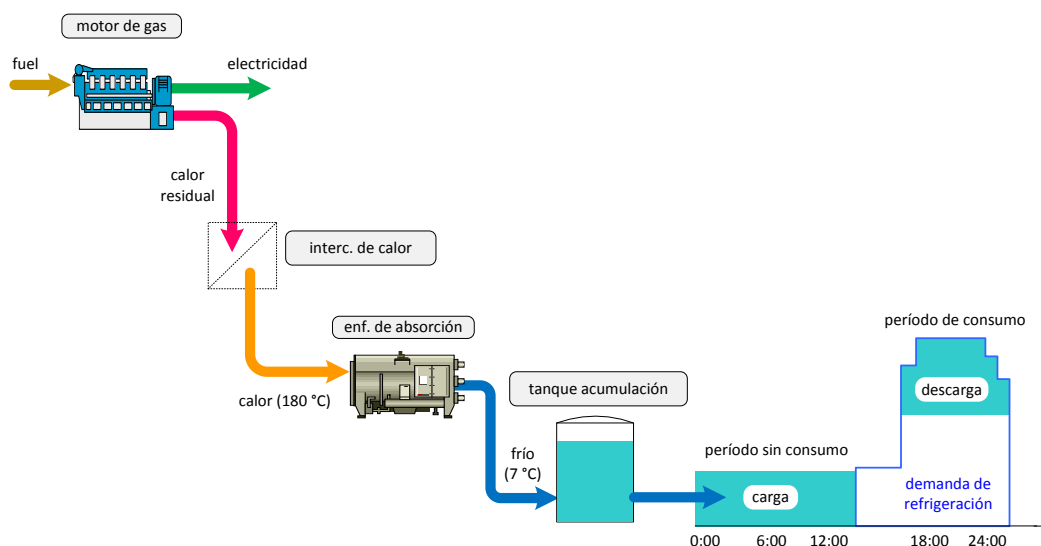 motor de gas
fuel
electricidad
calor
residual
interc. de calor
enf. de absorción
calor (180 °C)
tanque acumulación
frío
(7 °C)
período de consumo
descarga
período sin consumo
carga
demanda de
refrigeración
0:00 6:00 12:00 18:00 24:00